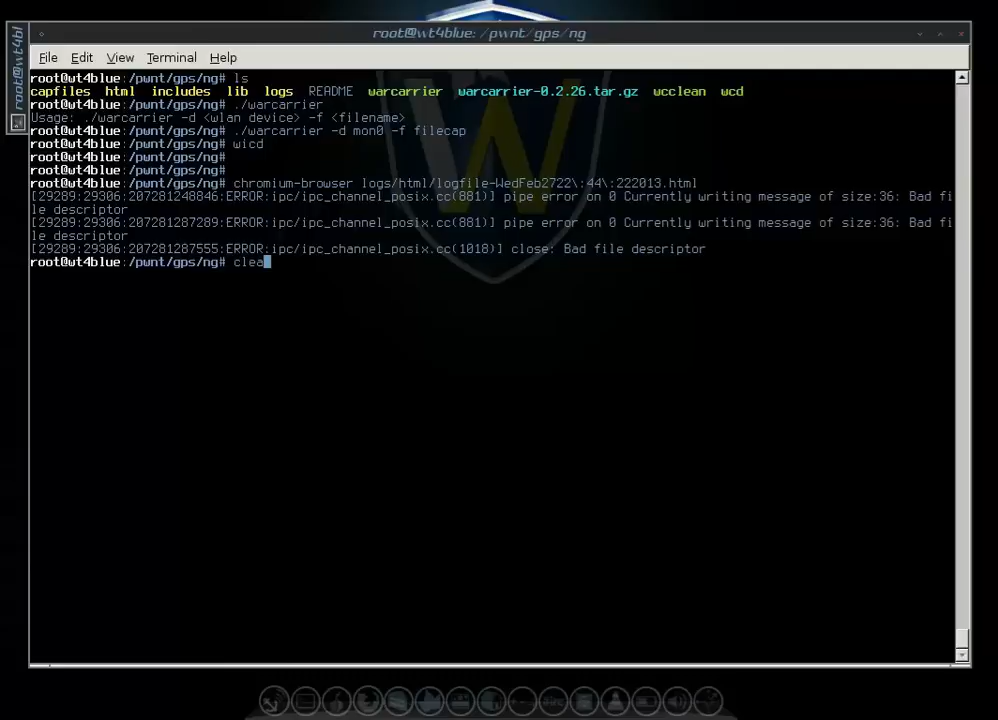 root@wt4blue: /pwnt/gps/ng
root@wt4bl
File Edit View Terminal Help
root@wt4blue:/pwnt/gps/ng# ls
capfiles html includes lib logs README warcarrier warcarrier-0.2.26.tar.gz wcclean wcd
root@wt4blue:/pwnt/gps/ng# ./warcarrier
Usage: ./warcarrier -d <wlan device> -f <filename>
root@wt4blue:/pwnt/gps/ng# ./warcarrier -d mon0 -f filecap
root@wt4blue:/pwnt/gps/ng# wicd
root@wt4blue:/pwnt/gps/ng#
root@wt4blue:/pwnt/gps/ng#
root@wt4blue:/pwnt/gps/ng# chromium-browser logs/html/logfile-WedFeb2722\:44\:222013.html
[29289:29306:207281248846:ERROR:ipc/ipc_channel_posix.cc(881)] pipe error on 0 Currently writing message of size:36: Bad fi
le descriptor
[29289:29306:207281287289:ERROR:ipc/ipc_channel_posix.cc(881)] pipe error on 0 Currently writing message of size:36: Bad fi
le descriptor
[29289:29306:207281287555:ERROR:ipc/ipc_channel_posix.cc(1018)] close: Bad file descriptor
root@wt4blue:/pwnt/gps/ng# clea